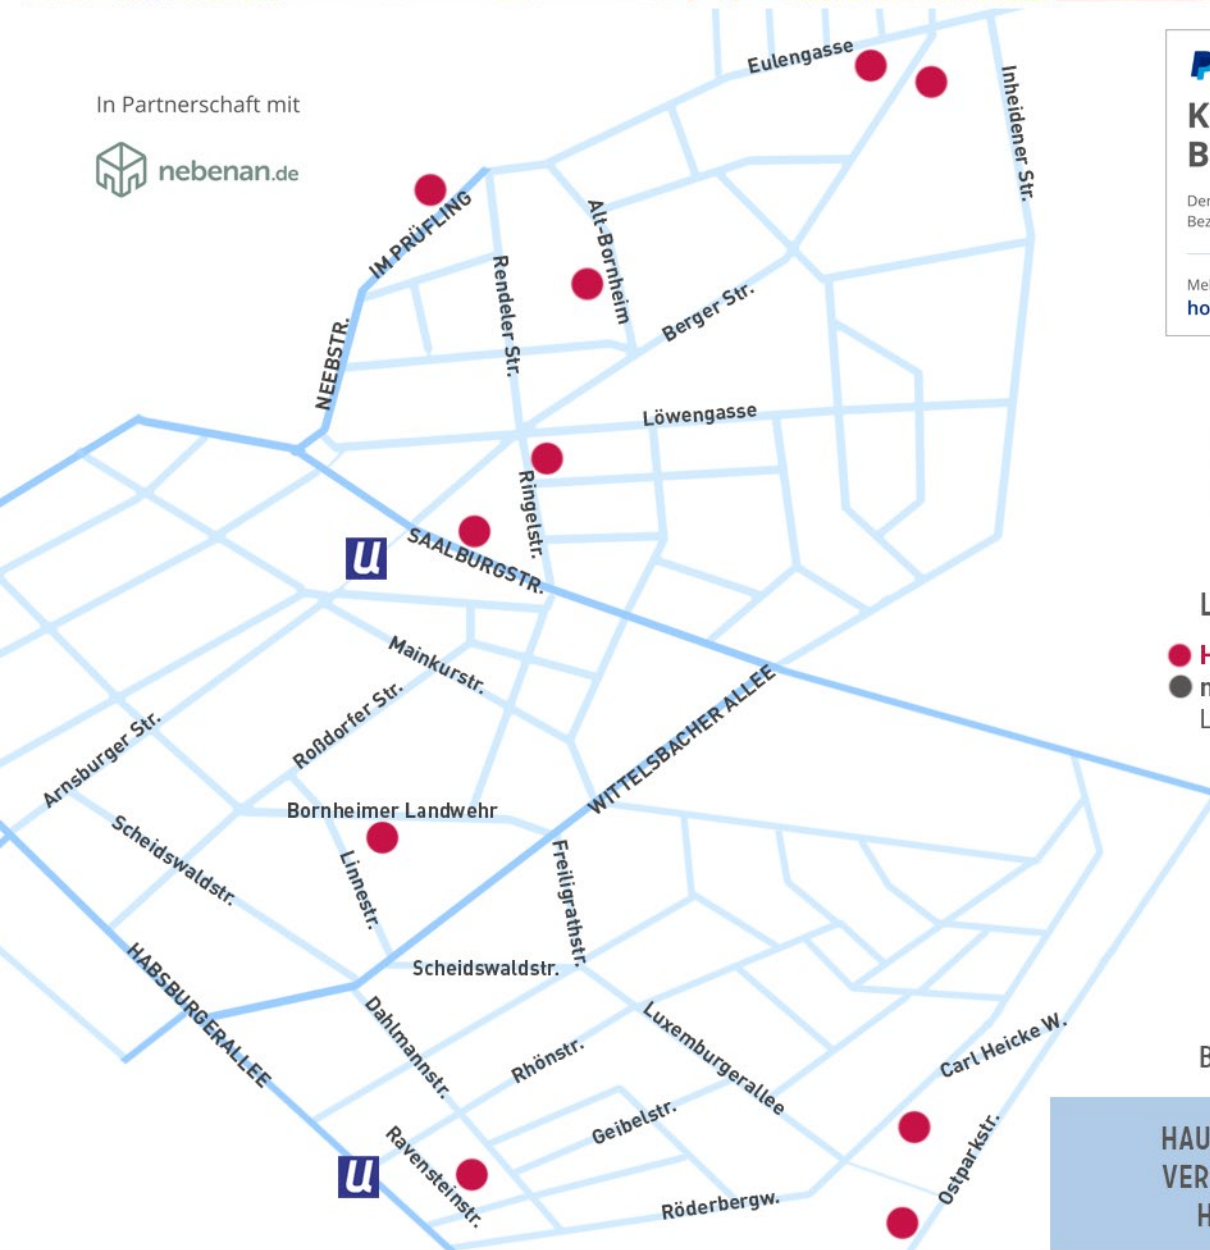 In Partnerschaft mit
nebenan.de
Eulengasse
Inheidener Str.
IM PRÜFLING
Alt-Bornheim
Rendeler Str.
Berger Str.
NEEBSTR.
Löwengasse
Ringelstr.
U
SAALBURGSTR.
Mainkurstr.
Roßdorfer Str.
WITTELSBACHER ALLEE
Arnsburger Str.
Bornheimer Landwehr
Scheidswaldstr.
Linnestr.
Freiligrathstr.
Scheidswaldstr.
HABSBURGERALLEE
Dahlmannstr.
Luxemburgerallee
Rhönstr.
Carl Heicke W.
Geibelstr.
Ravensteinstr.
U
Röderbergw.
Ostparkstr.